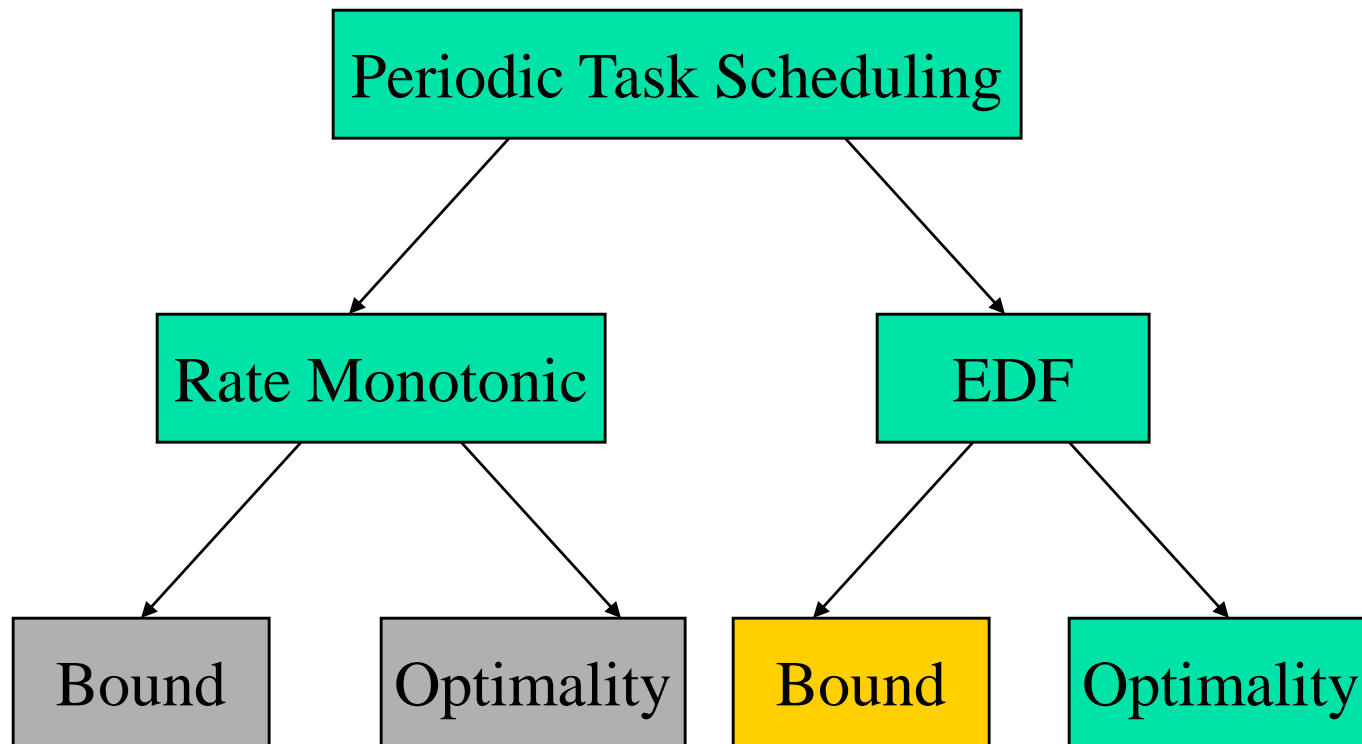 Periodic Task Scheduling
Rate Monotonic
EDF
Bound
Optimality
Bound
Optimality